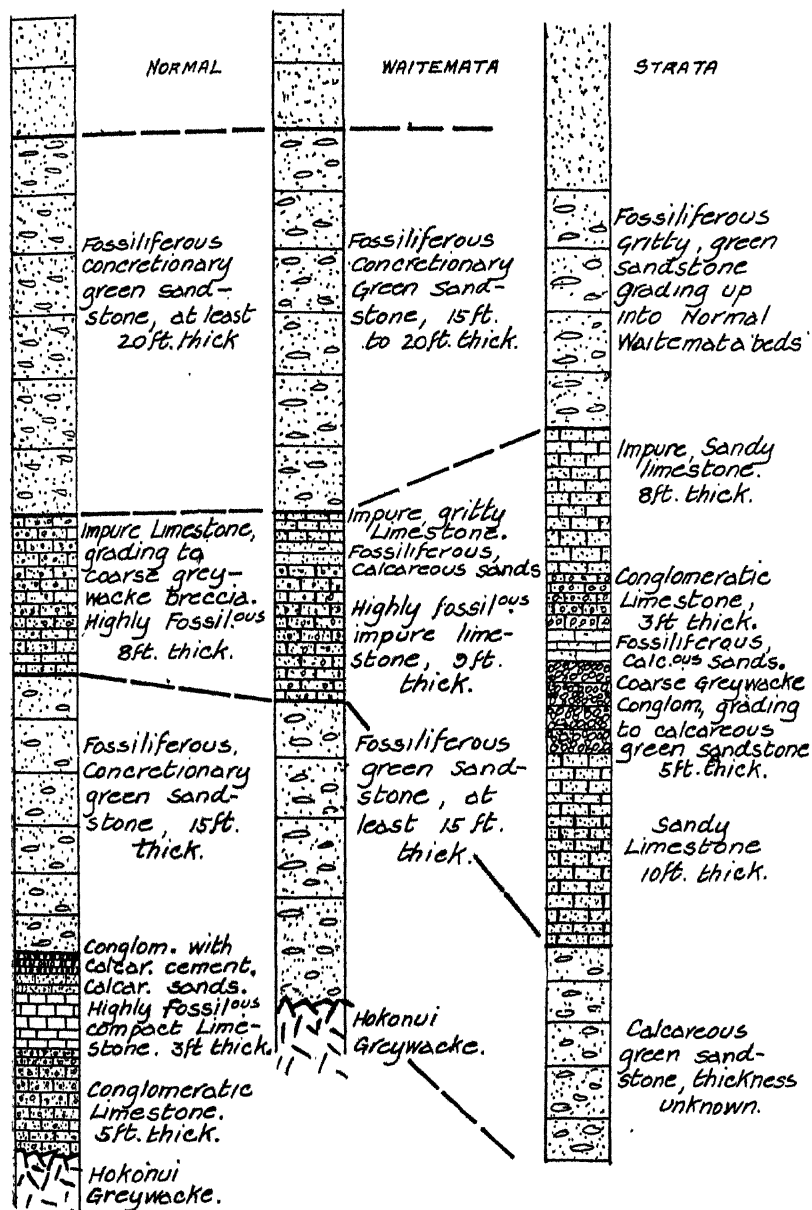 NORMAL WAITEMATA STRATA
Fossiliferous
Concretionary
green sand-
stone, at least
20ft. thick
Impure Limestone,
grading to
coarse grey-
wacke breccia.
Highly Fossilous
8ft. thick.
Fossiliferous,
Concretionary
green sand-
stone, 15ft.
thick.
Conglom. with
calcar. cement.
Calcar. sands.
Highly fossilous
compact Lime-
stone. 3ft thick.
Conglomeratic
Limestone.
5ft. thick.
Hokonui
Greywacke.
Fossiliferous
Concretionary
Green Sand-
stone, 15ft.
to 20ft. thick.
Impure, gritty
Limestone.
Fossiliferous,
calcareous sands
Highly fossilous
impure lime-
stone, 9ft.
thick.
Fossiliferous
green sand-
stone, at
least 15ft.
thick.
Hokonui
Greywacke.
Fossiliferous
Gritty, green
sandstone
grading up
into Normal
Waitemata beds
Impure, Sandy
limestone.
8ft. thick.
Conglomeratic
Limestone,
3ft thick.
Fossiliferous,
Calc.ous sands.
Coarse Greywacke
Conglom, grading
to calcareous
green sandstone
5ft. thick.
Sandy
Limestone
10ft. thick.
Calcareous
green sand-
stone, thickness
unknown.